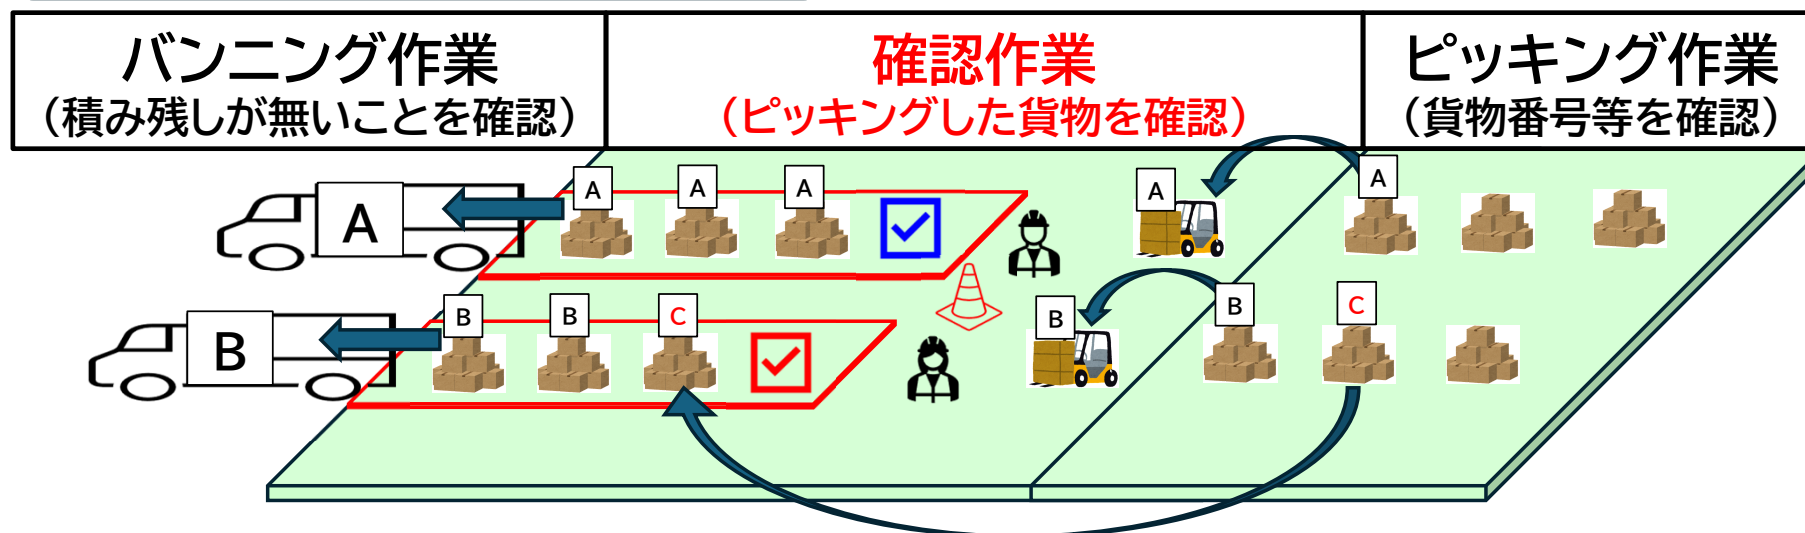 バンニング作業
(積み残しが無いことを確認)
確認作業
(ピッキングした貨物を確認)
ピッキング作業
(貨物番号等を確認)
A
A
A
A
A
A
B
B
B
C
B
B
C